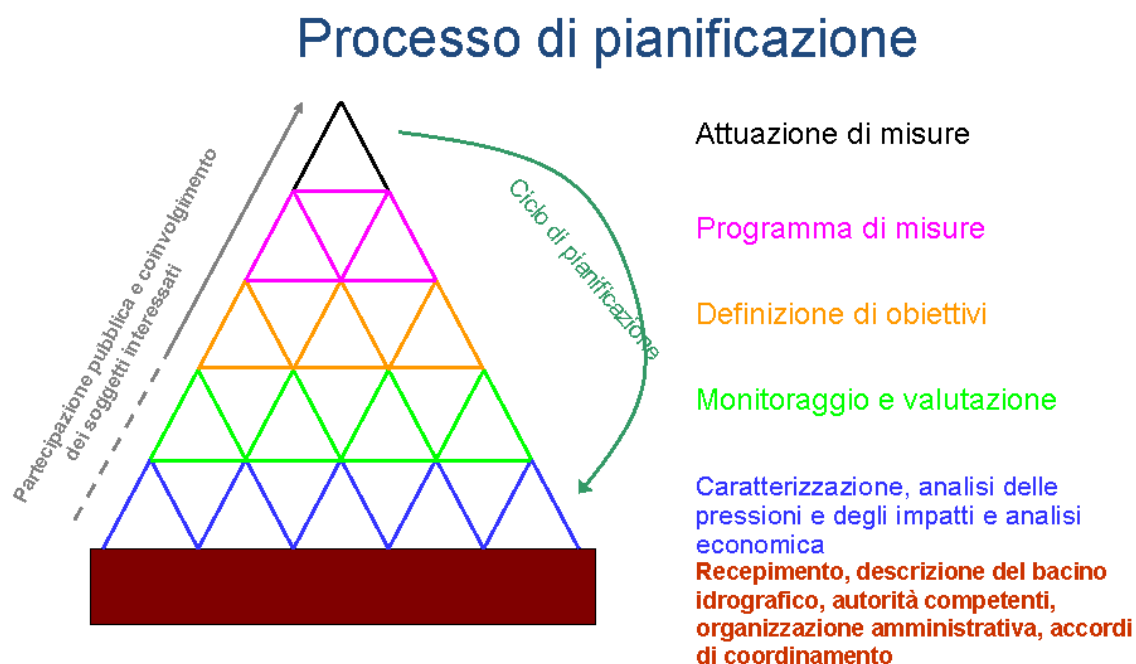 Processo di pianificazione
Partecipazione pubblica e coinvolgimento
dei soggetti interessati
Ciclo di pianificazione
Attuazione di misure
Programma di misure
Definizione di obiettivi
Monitoraggio e valutazione
Caratterizzazione, analisi delle
pressioni e degli impatti e analisi
economica
Recepimento, descrizione del bacino
idrografico, autorità competenti,
organizzazione amministrativa, accordi
di coordinamento